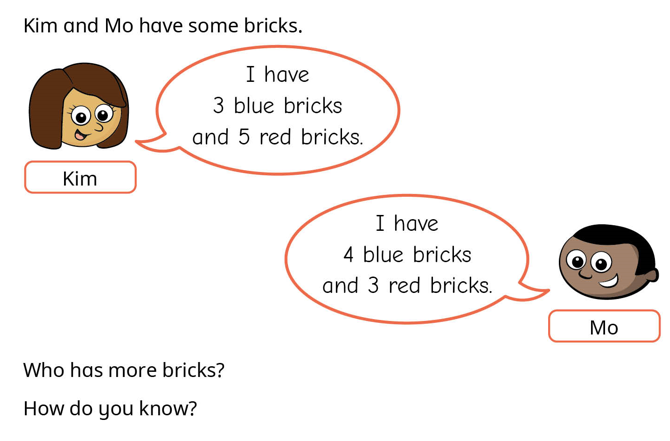 Kim and Mo have some bricks.
I have
3 blue bricks
and 5 red bricks.
Kim
I have
4 blue bricks
and 3 red bricks.
Mo
Who has more bricks?
How do you know?